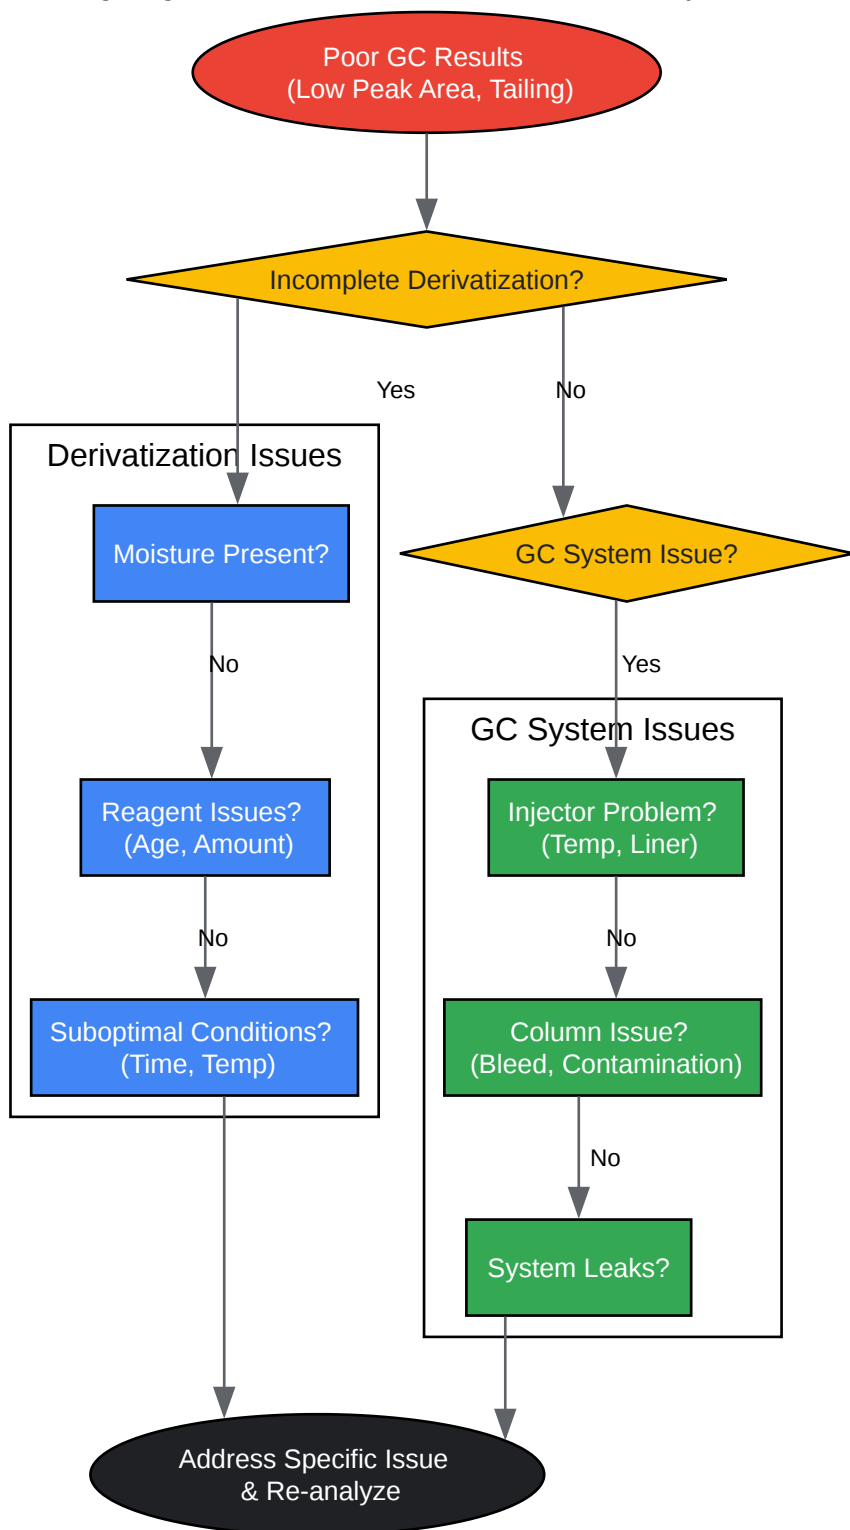 Poor GC Results
(Low Peak Area, Tailing)
Incomplete Derivatization?
Yes
No
Derivatization Issues
Moisture Present?
GC System Issue?
No
Yes
GC System Issues
Reagent Issues?
(Age, Amount)
Injector Problem?
(Temp, Liner)
No
No
Suboptimal Conditions?
(Time, Temp)
Column Issue?
(Bleed, Contamination)
No
System Leaks?
Address Specific Issue
& Re-analyze